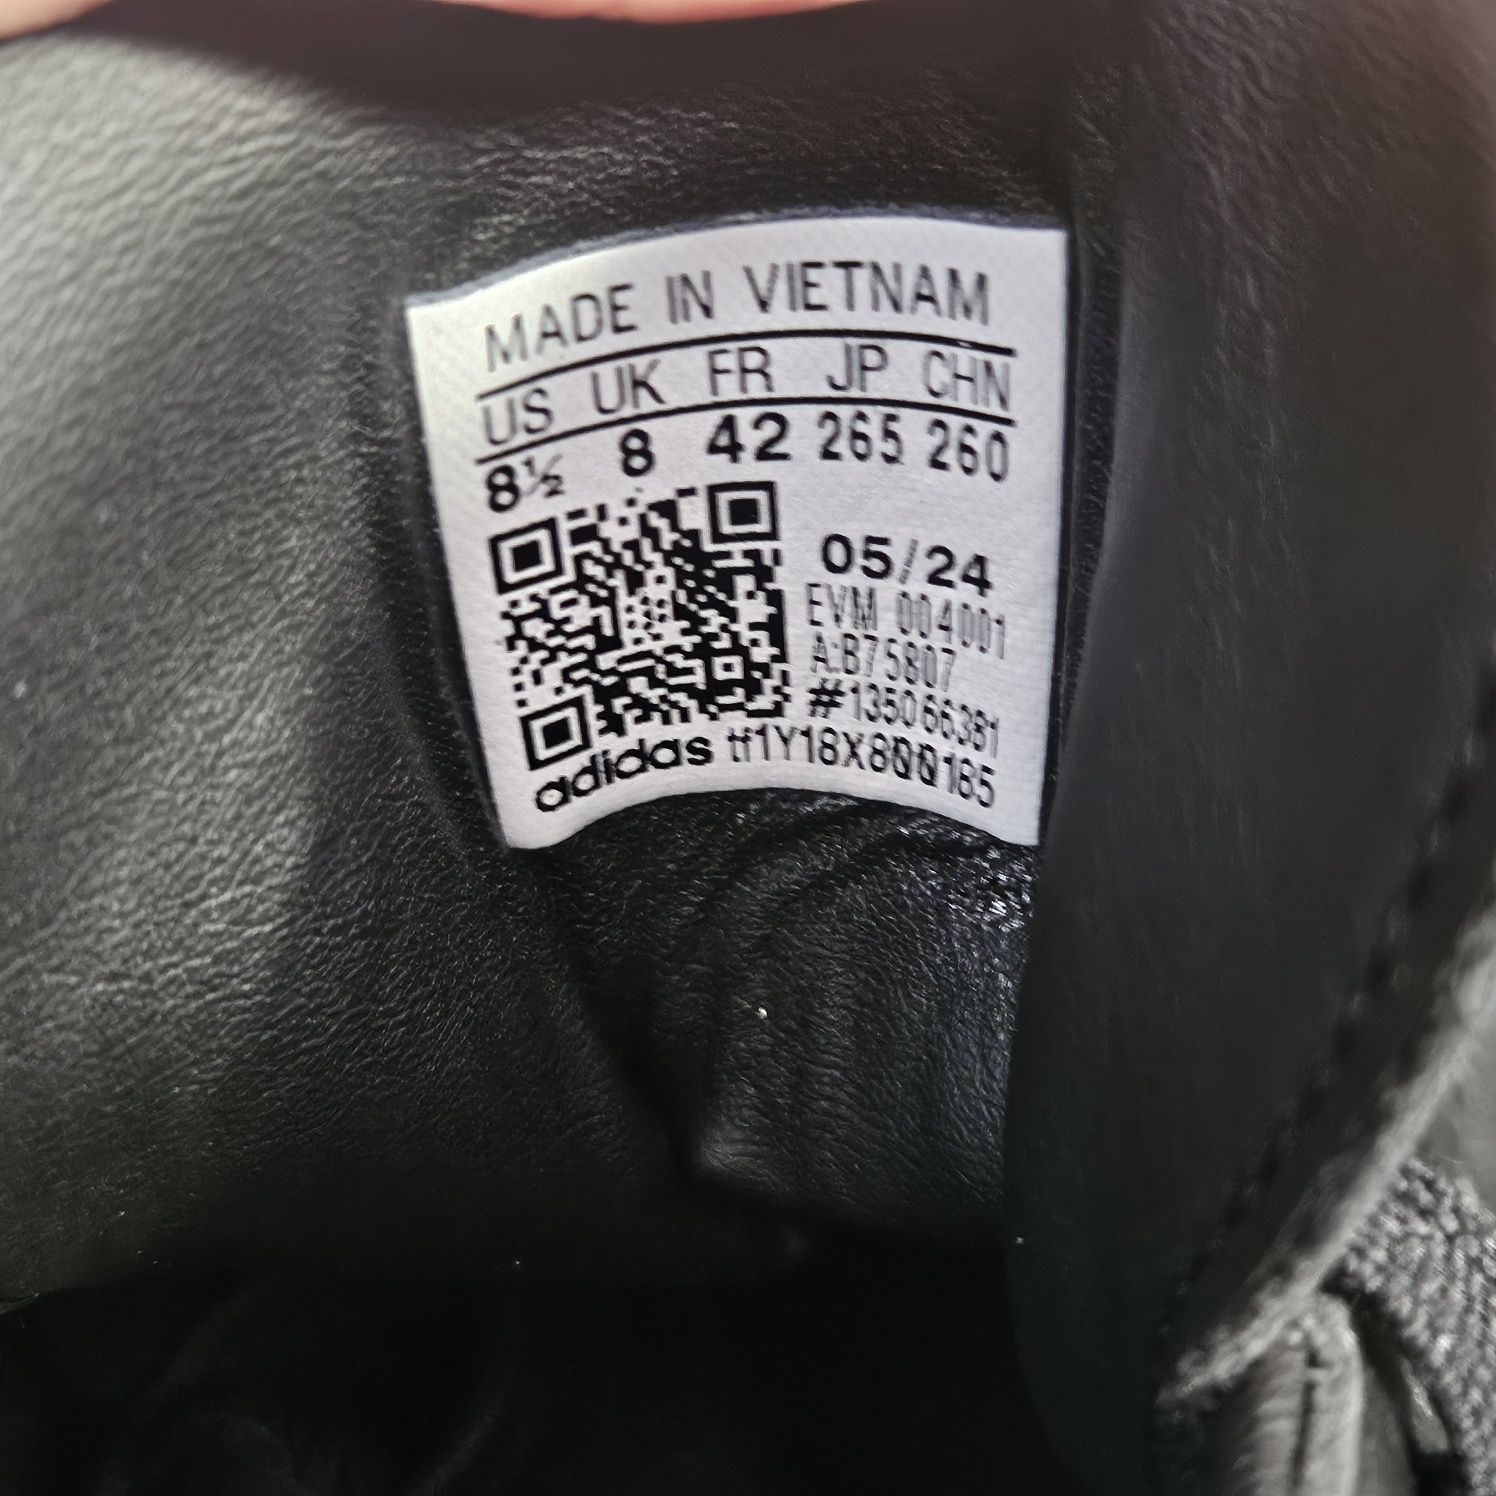 MADE IN VIETNAM
US UK FR JP CHN
8½ 8 42 265 260
05/24
EVM 004001
A:B75807
#135066381
adidas tf1Y18X800185